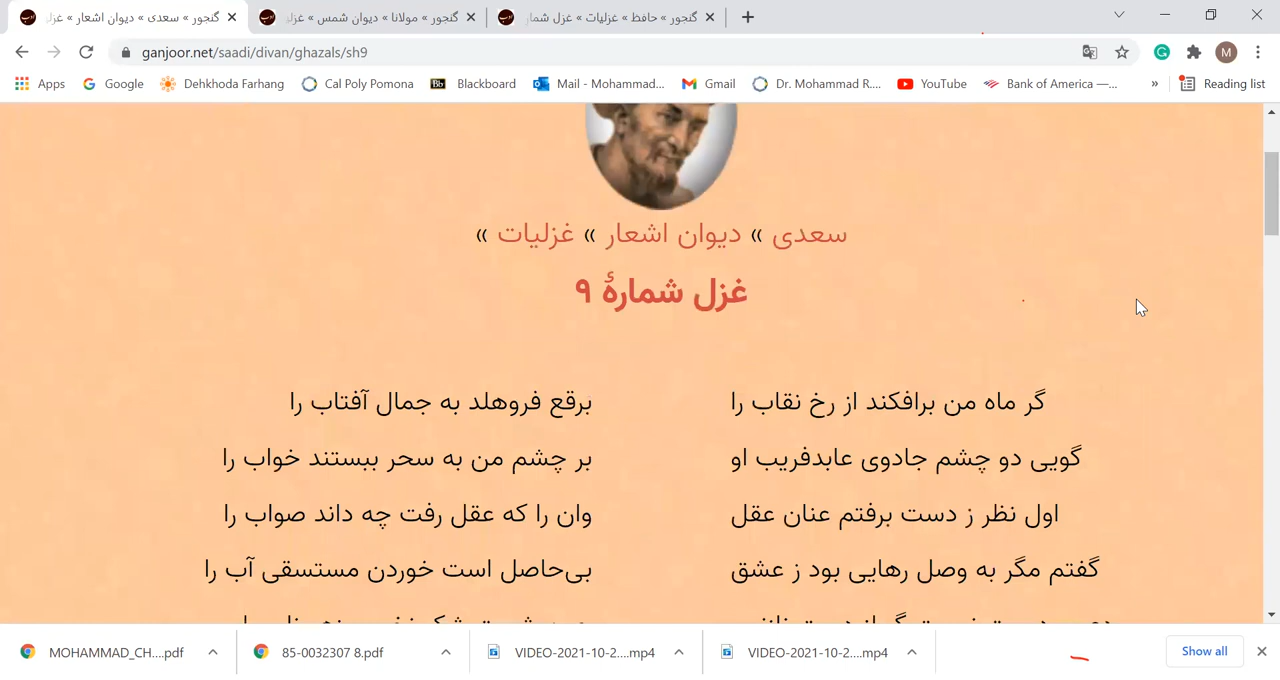 گنجور » سعدی » دیوان اشعار » غزلی
گنجور » مولانا » دیوان شمس » غزلی
گنجور » حافظ » غزلیات » غزل شمار
ganjoor.net/saadi/divan/ghazals/sh9
M
Apps Google Dehkhoda Farhang Cal Poly Pomona Bb Blackboard Mail - Mohammad... Gmail Dr. Mohammad R.... YouTube Bank of America —... » Reading list
سعدی » دیوان اشعار » غزلیات »
غزل شمارهٔ ۹
گر ماه من برافکند از رخ نقاب را
برقع فروهلد به جمال آفتاب را
گویی دو چشم جادوی عابدفریب او
بر چشم من به سحر ببستند خواب را
اول نظر ز دست برفتم عنان عقل
وان را که عقل رفت چه داند صواب را
گفتم مگر به وصل رهایی بود ز عشق
بی‌حاصل است خوردن مستسقی آب را
MOHAMMAD_CH....pdf 85-0032307 8.pdf VIDEO-2021-10-2....mp4 VIDEO-2021-10-2....mp4 Show all